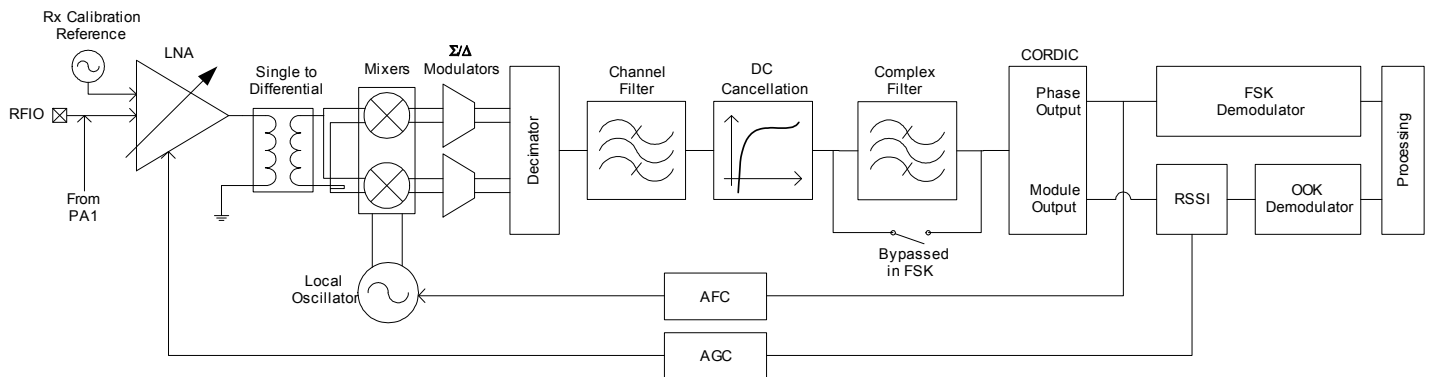 Rx Calibration
Reference
LNA
RFIO
From
PA1
Single to
Differential
Mixers
Σ/Δ
Modulators
Local
Oscillator
Decimator
Channel
Filter
DC
Cancellation
Complex
Filter
Bypassed
in FSK
CORDIC
Phase
Output
Module
Output
FSK
Demodulator
RSSI
OOK
Demodulator
Processing
AFC
AGC